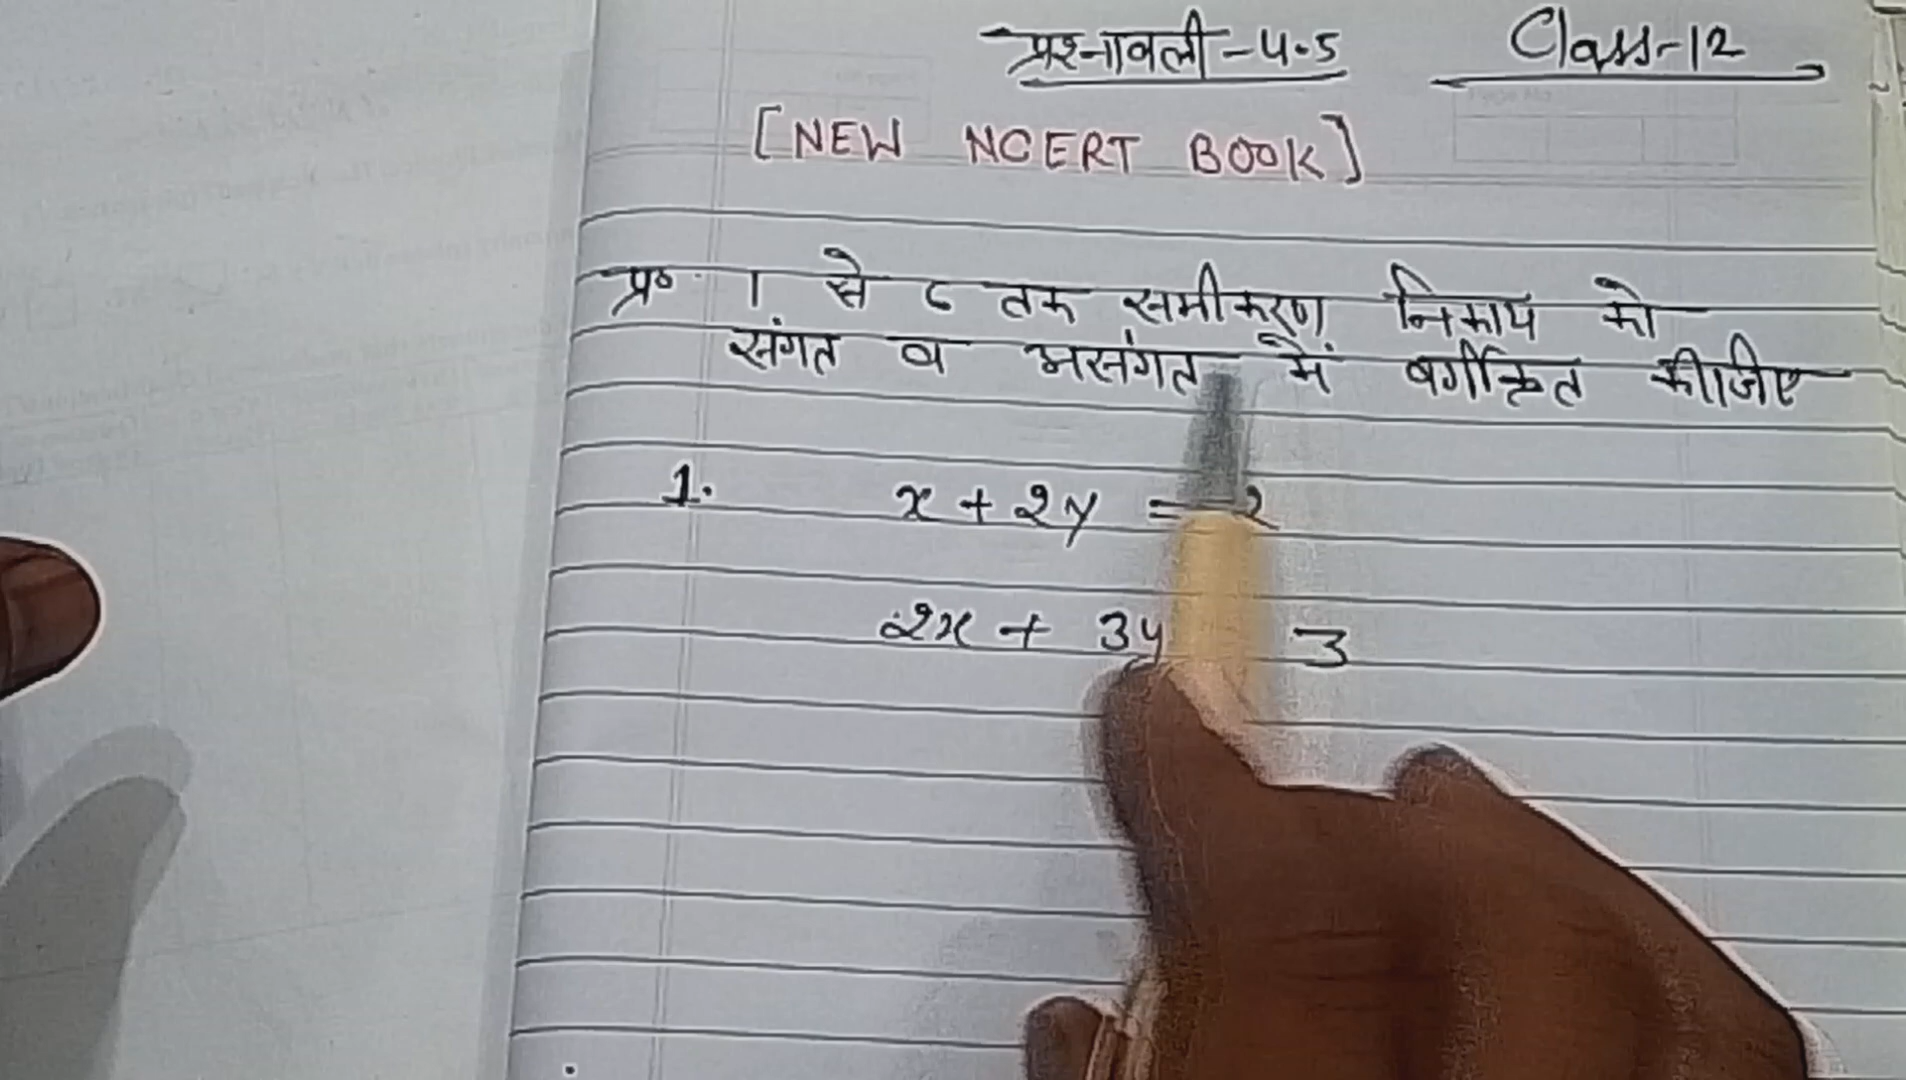 प्रश्नावली-4.5 Class-12
[NEW NCERT BOOK]
प्र० 1 से 6 तक समीकरण निकाय को
संगत व असंगत में वर्गीकृत कीजिए
1. x + 2y = 2
2x + 3y 3